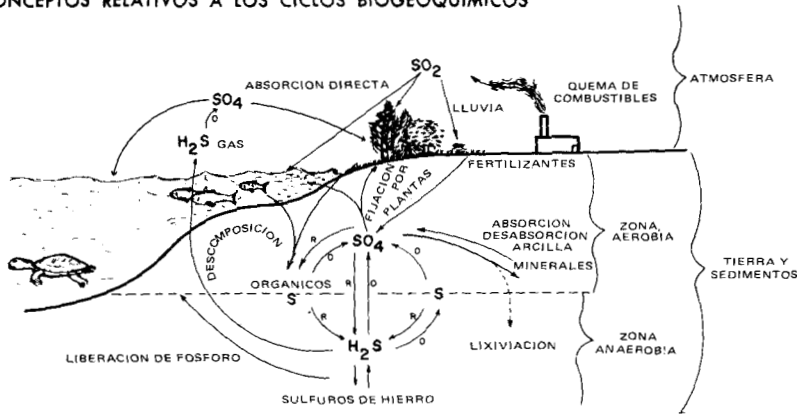 CONCEPTOS RELATIVOS A LOS CICLOS BIOGEOQUIMICOS
SO2
ABSORCION DIRECTA
SO4
O
H2S GAS
LLUVIA
QUEMA DE
COMBUSTIBLES
ATMOSFERA
FERTILIZANTES
FIJACION
POR
PLANTAS
DESCOMPOSICION
SO4
R
O
ABSORCION
DESABSORCION
ARCILLA
MINERALES
ZONA
AEROBIA
TIERRA Y
SEDIMENTOS
ORGANICOS
S
R
O
O
S
R
R
O
H2S
LIXIVIACION
ZONA
ANAEROBIA
LIBERACION DE FOSFORO
SULFUROS DE HIERRO